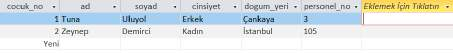 cocuk_no ad soyad cinsiyet dogum_yeri personel_no Eklemek İçin Tıklatın
1 Tuna Uluyol Erkek Çankaya 3
2 Zeynep Demirci Kadın İstanbul 105
Yeni